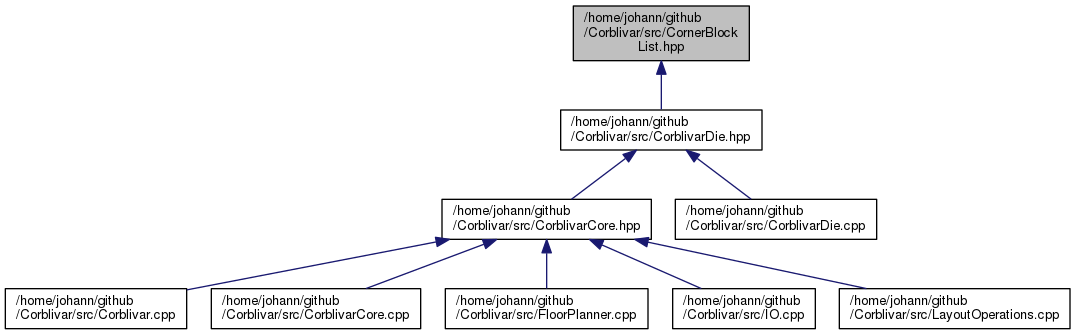 /home/johann/github
/Corblivar/src/CornerBlock
List.hpp
/home/johann/github
/Corblivar/src/CorblivarDie.hpp
/home/johann/github
/Corblivar/src/CorblivarCore.hpp
/home/johann/github
/Corblivar/src/CorblivarDie.cpp
/home/johann/github
/Corblivar/src/Corblivar.cpp
/home/johann/github
/Corblivar/src/CorblivarCore.cpp
/home/johann/github
/Corblivar/src/FloorPlanner.cpp
/home/johann/github
/Corblivar/src/IO.cpp
/home/johann/github
/Corblivar/src/LayoutOperations.cpp